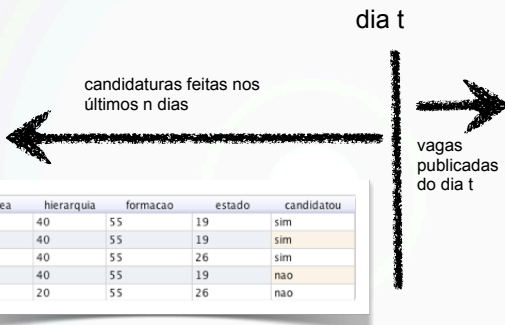 dia t
candidaturas feitas nos
últimos n dias
vagas
publicadas
do dia t
ea hierarquia formacao estado candidatou
40 55 19 sim
40 55 19 sim
40 55 26 sim
40 55 19 nao
20 55 26 nao